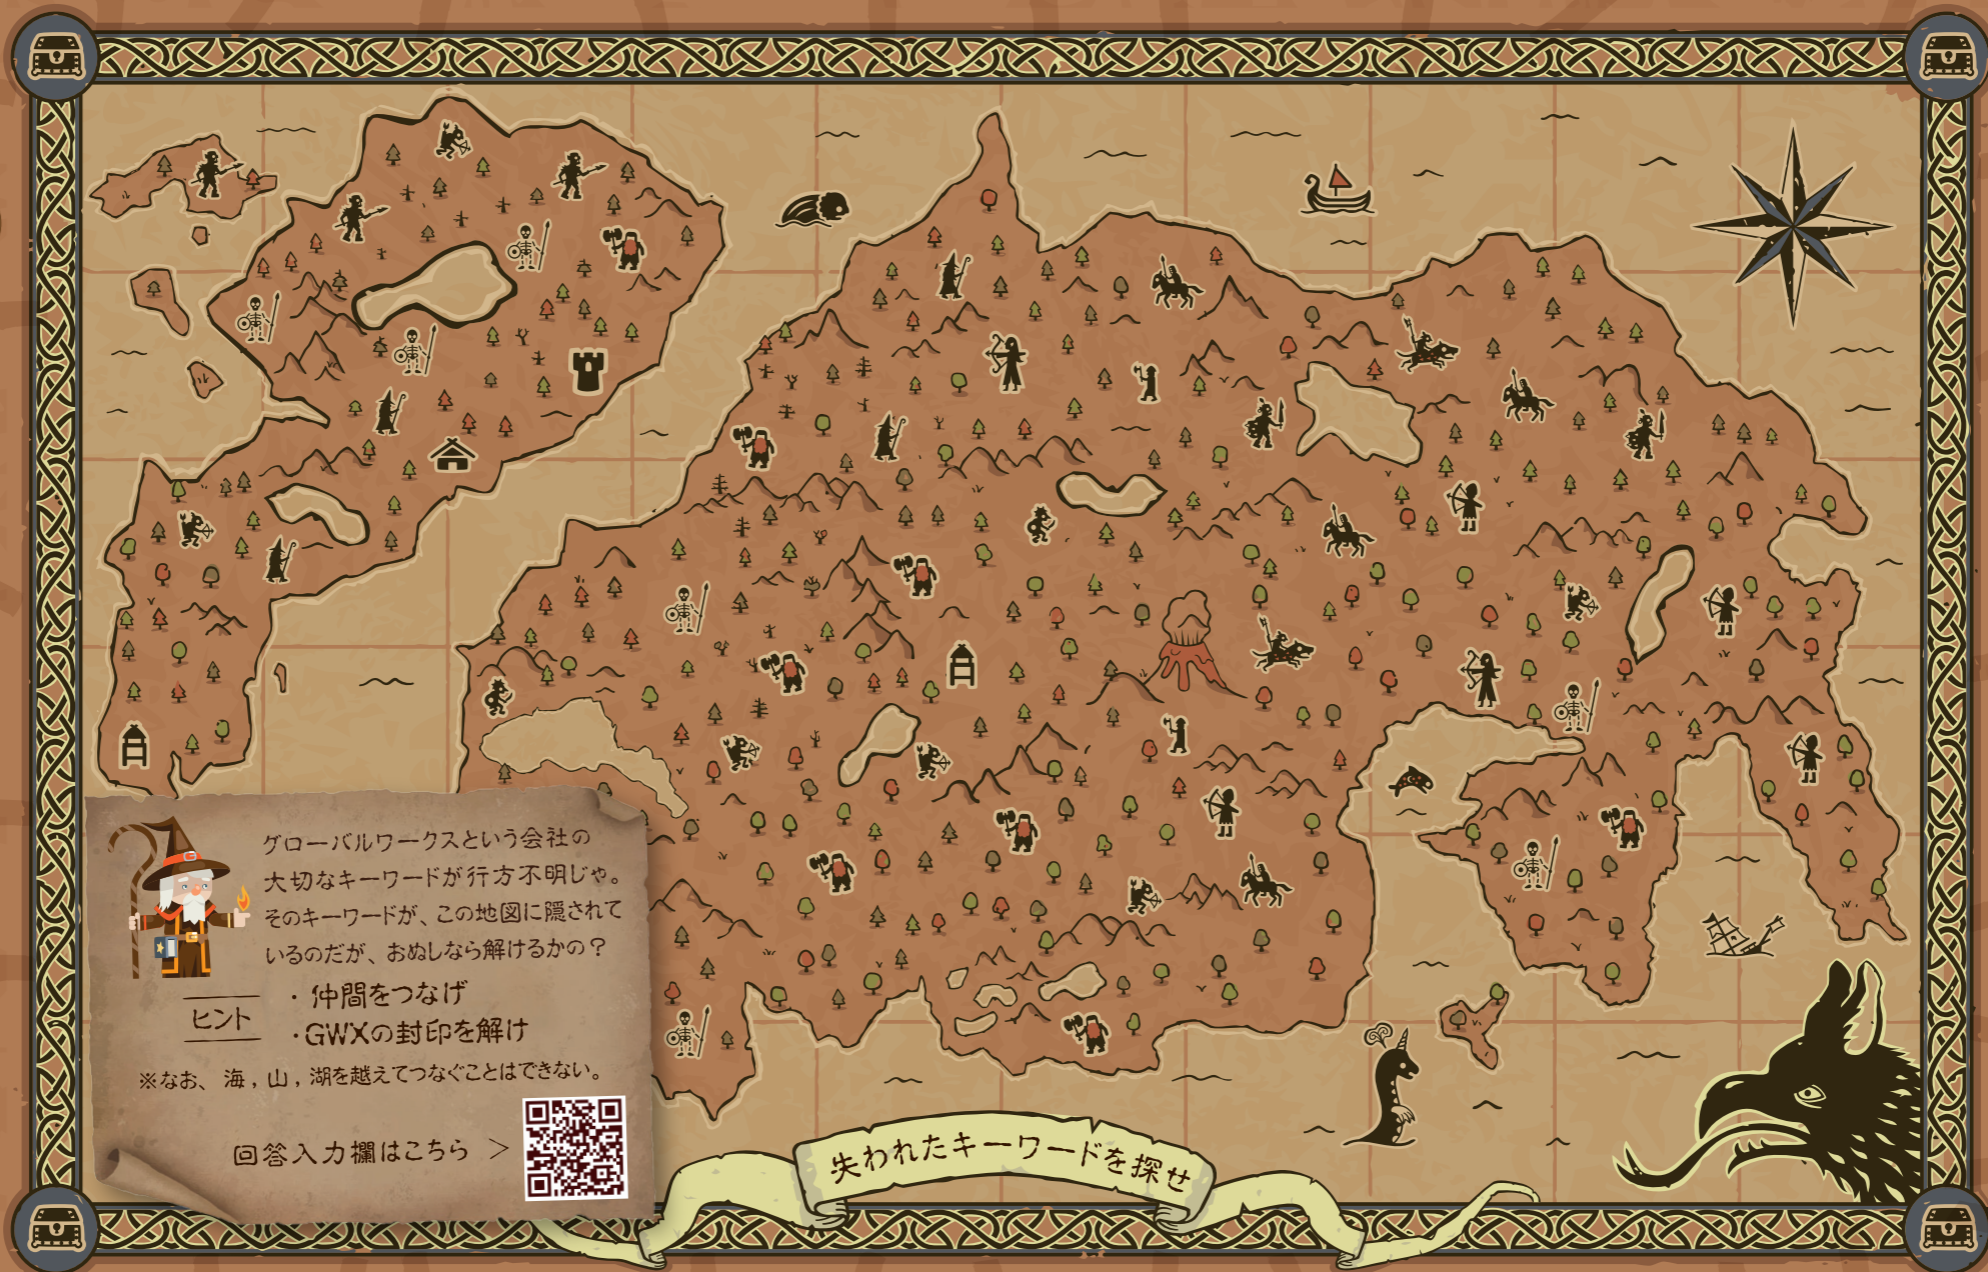 グローバルワークスという会社の
大切なキーワードが行方不明じゃ。
そのキーワードが、この地図に隠されて
いるのだが、おぬしなら解けるかの？
ヒント
・仲間をつなげ
・GWXの封印を解け
※なお、海,山,湖を越えてつなぐことはできない。
回答入力欄はこちら ＞
失われたキーワードを探せ